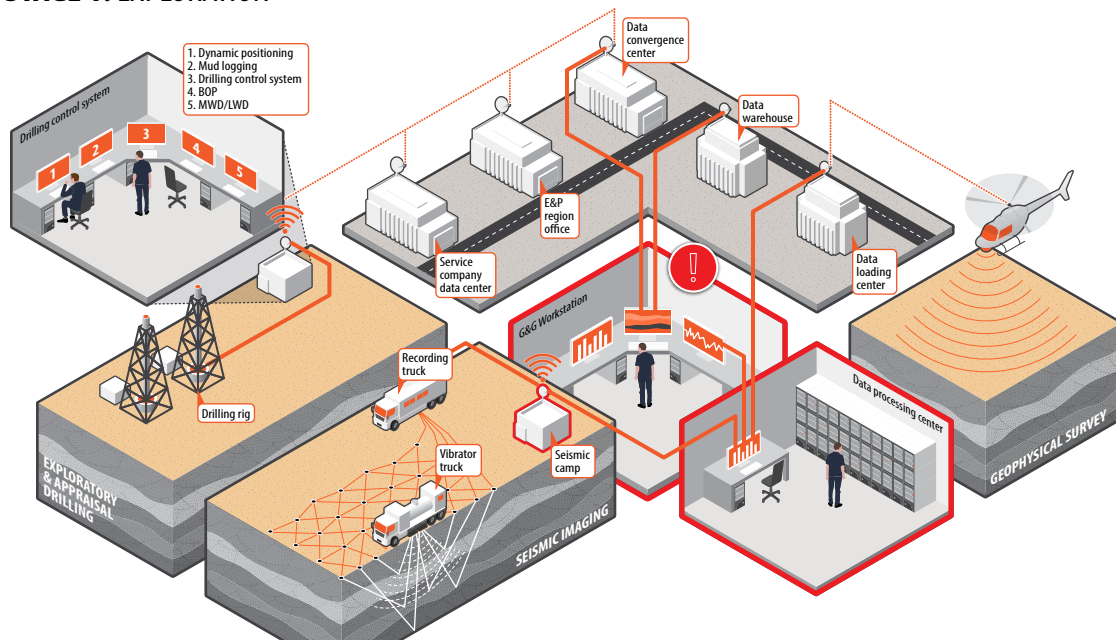 1. Dynamic positioning
2. Mud logging
3. Drilling control system
4. BOP
5. MWD/LWD
Drilling control system
1
2
3
4
5
Data
convergence
center
Data
warehouse
E&P
region
office
Service
company
data center
Data
loading
center
!
G&G Workstation
Recording
truck
Drilling rig
Vibrator
truck
Seismic
camp
Data processing center
EXPLORATORY
& APPRAISAL
DRILLING
SEISMIC IMAGING
GEOPHYSICAL SURVEY